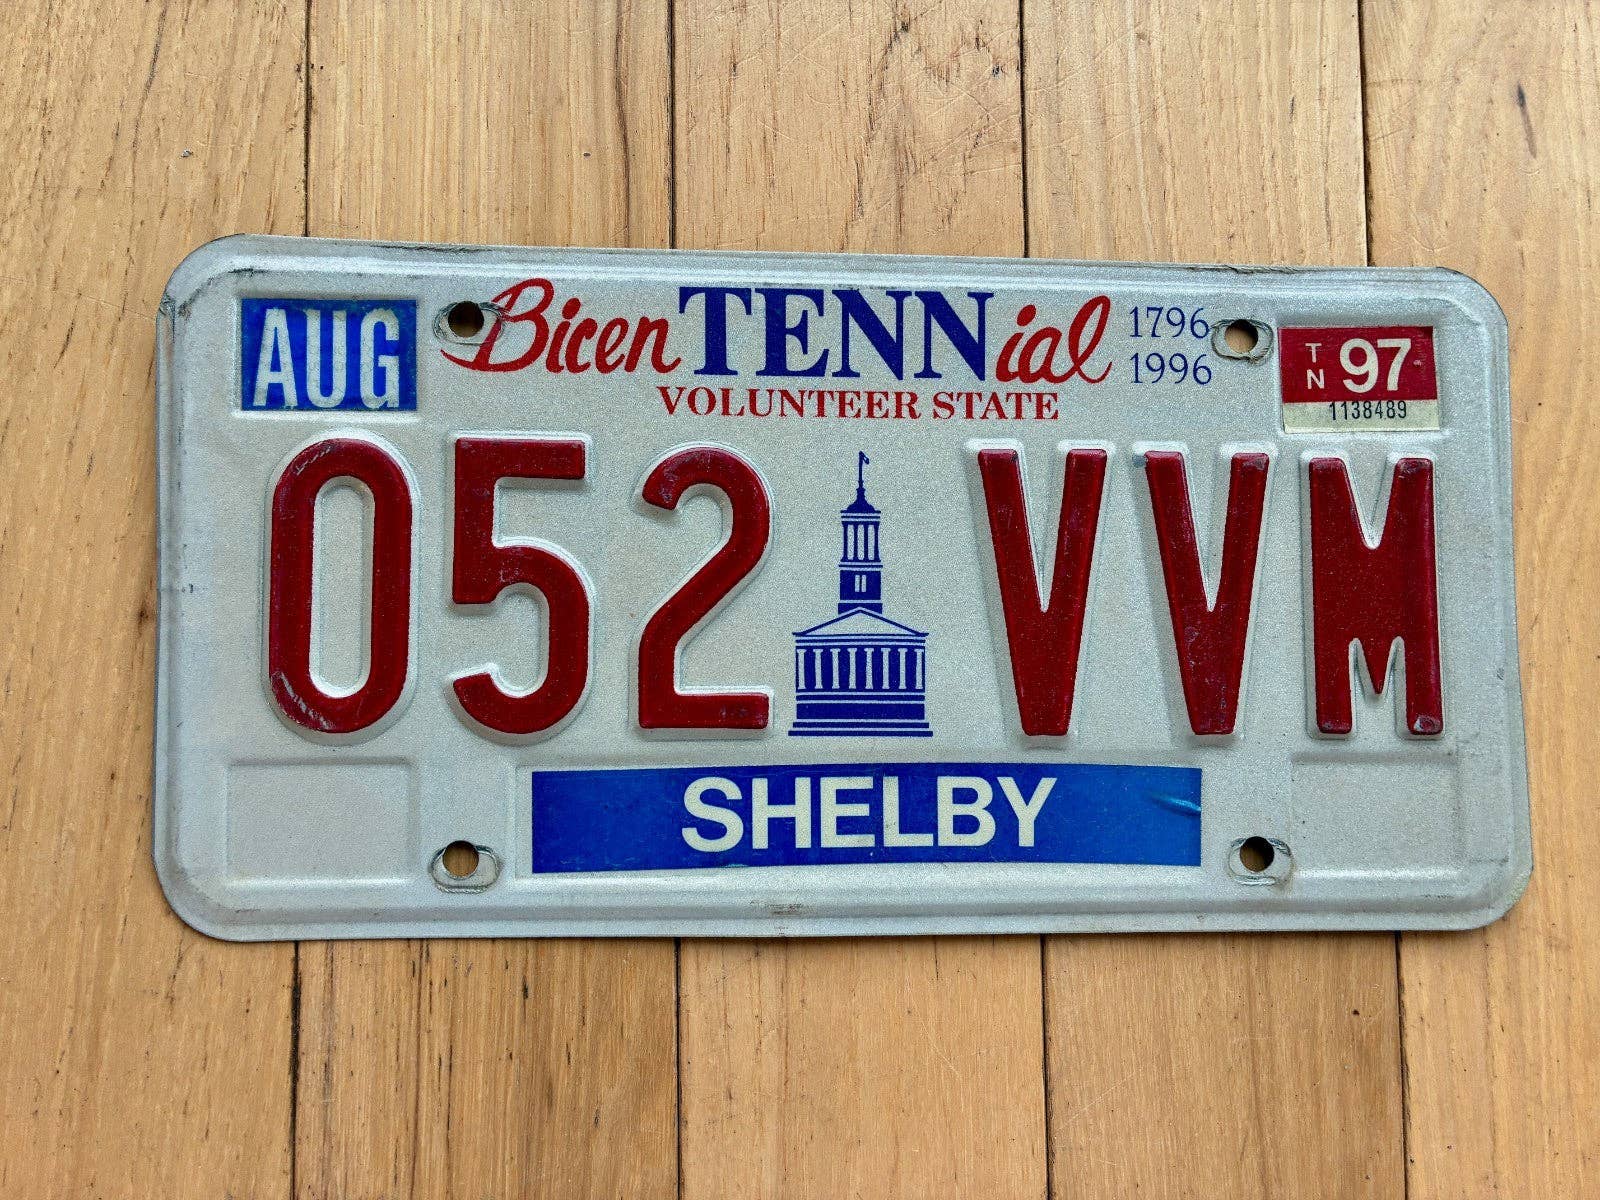 AUG
BicenTENNial
1796
1996
TN 97
1138489
VOLUNTEER STATE
052 VVM
SHELBY